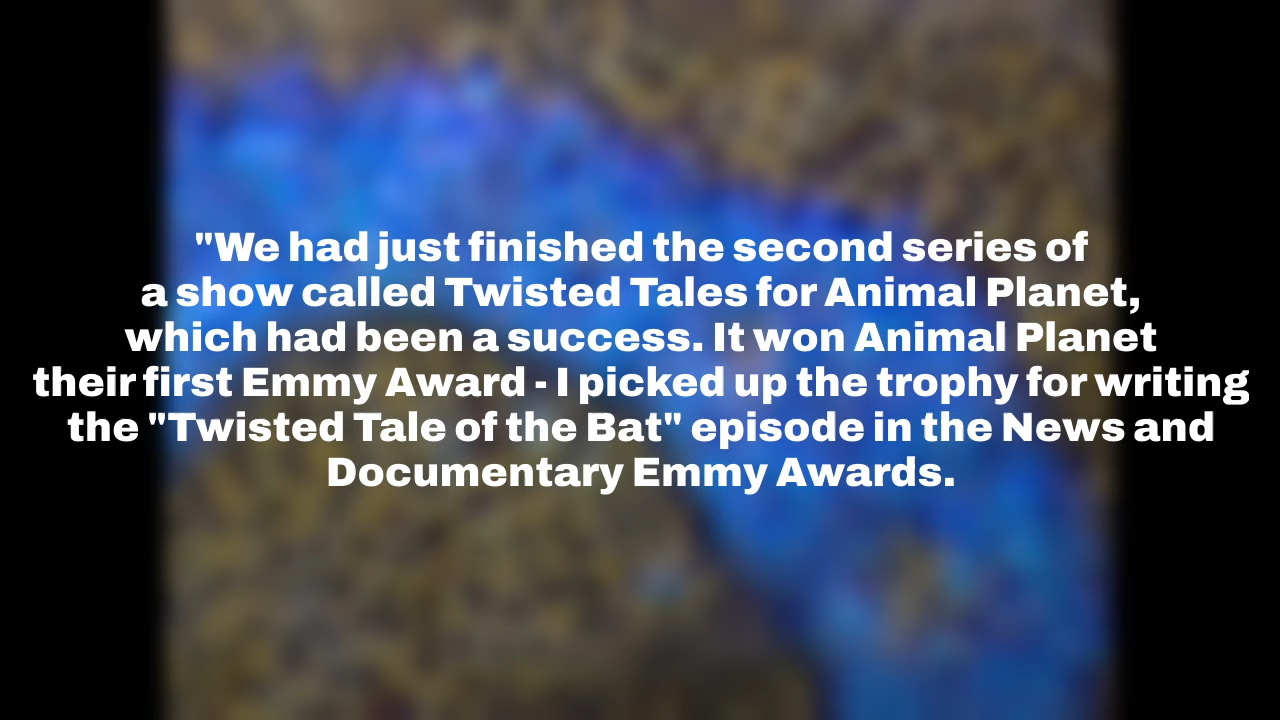 "We had just finished the second series of
a show called Twisted Tales for Animal Planet,
which had been a success. It won Animal Planet
their first Emmy Award - I picked up the trophy for writing
the "Twisted Tale of the Bat" episode in the News and
Documentary Emmy Awards.